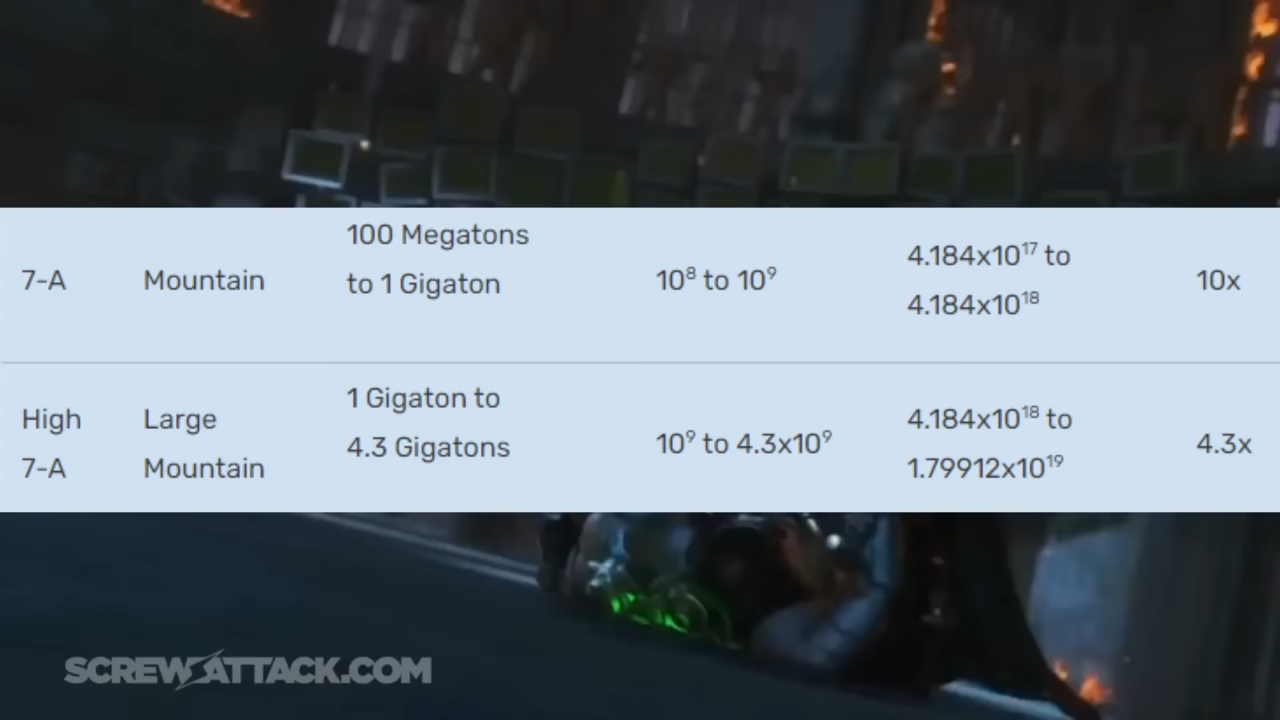 7-A Mountain 100 Megatons to 1 Gigaton 10⁸ to 10⁹ 4.184x10¹⁷ to 4.184x10¹⁸ 10x
High 7-A Large Mountain 1 Gigaton to 4.3 Gigatons 10⁹ to 4.3x10⁹ 4.184x10¹⁸ to 1.79912x10¹⁹ 4.3x
SCREWATTACK.COM